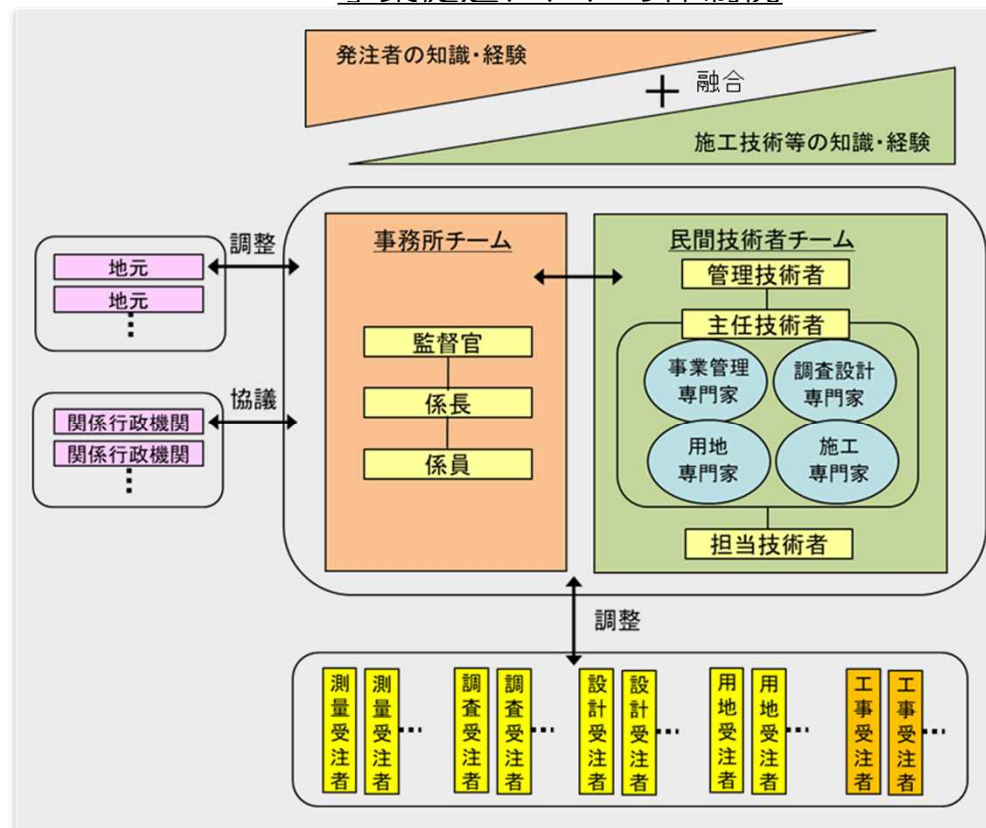 発注者の知識・経験
融合
施工技術等の知識・経験
事務所チーム
監督官
係長
係員
民間技術者チーム
管理技術者
主任技術者
事業管理
専門家
調査設計
専門家
用地
専門家
施工
専門家
担当技術者
調整
地元
地元
協議
関係行政機関
関係行政機関
調整
測量受注者
測量受注者
調査受注者
調査受注者
設計受注者
設計受注者
用地受注者
用地受注者
工事受注者
工事受注者